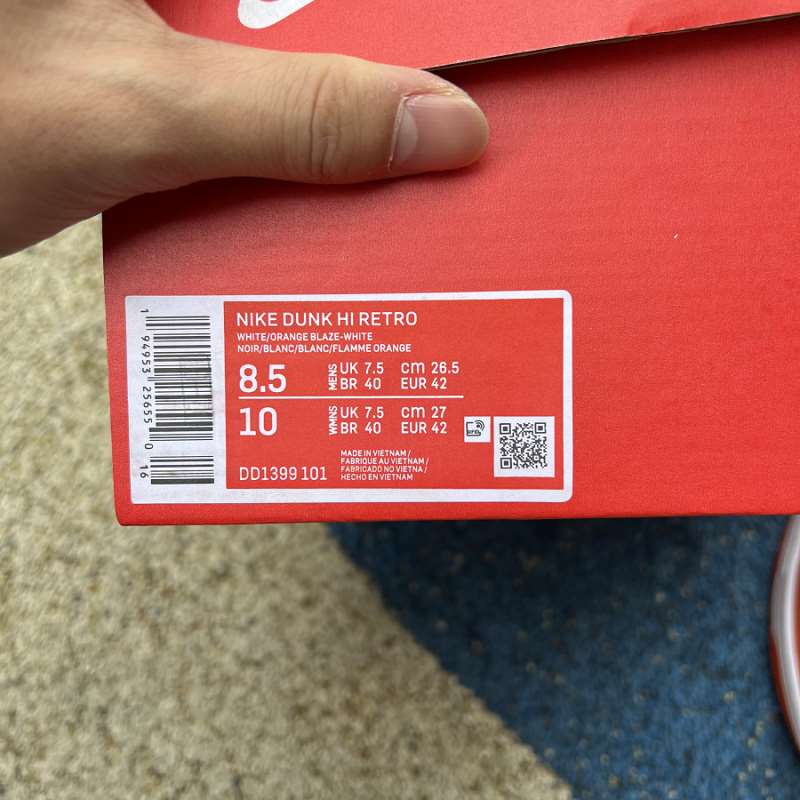 NIKE DUNK HI RETRO
WHITE/ORANGE BLAZE-WHITE
NOIR/BLANC/BLANC/FLAMME ORANGE
8.5 MENS UK 7.5 cm 26.5
BR 40 EUR 42
10 WMNS UK 7.5 cm 27
BR 40 EUR 42
DD1399 101
MADE IN VIETNAM /
FABRIQUE AU VIETNAM /
FABRICADO NO VIETNA /
HECHO EN VIETNAM
1 94953 25655 0 16